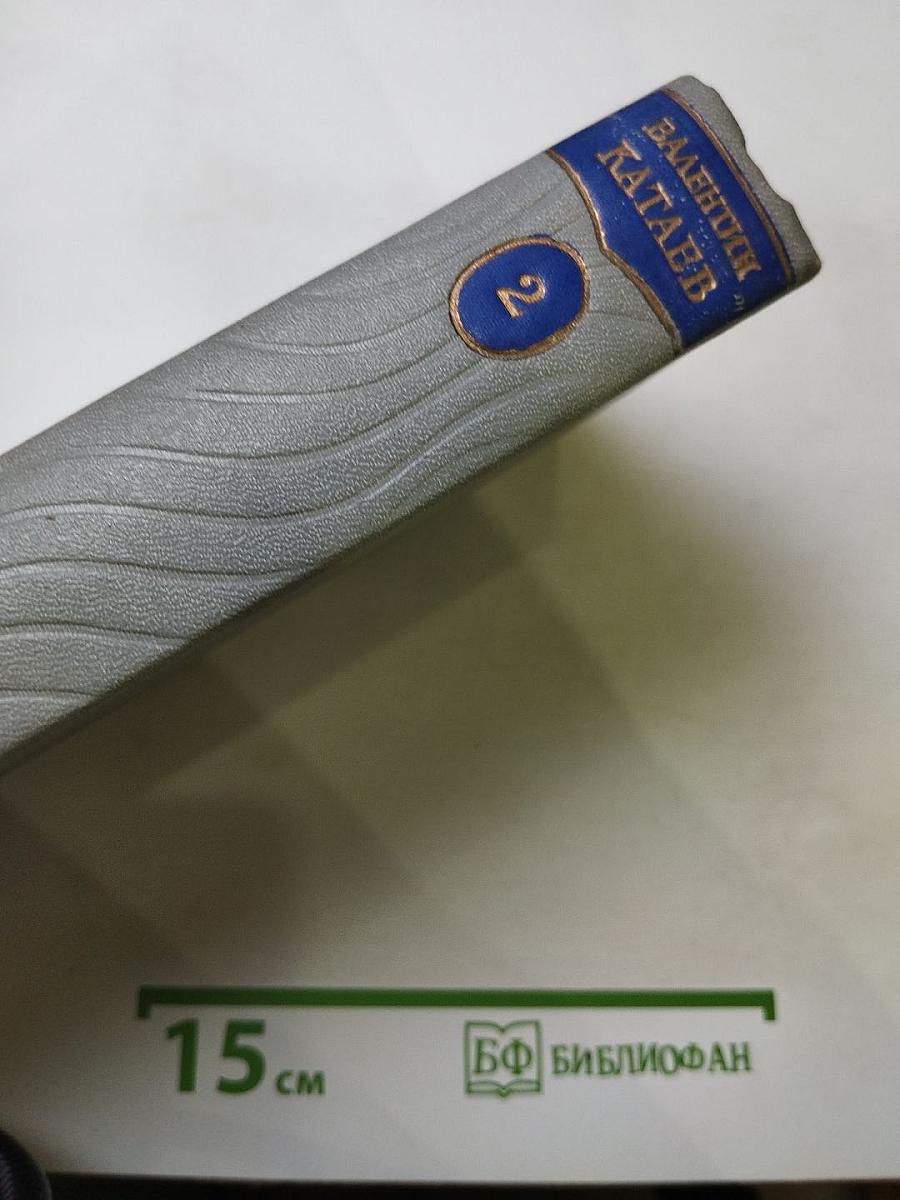 ВАЛЕНТИН
КАТАЕВ
2
15 см
БФ БИБЛИОФАН